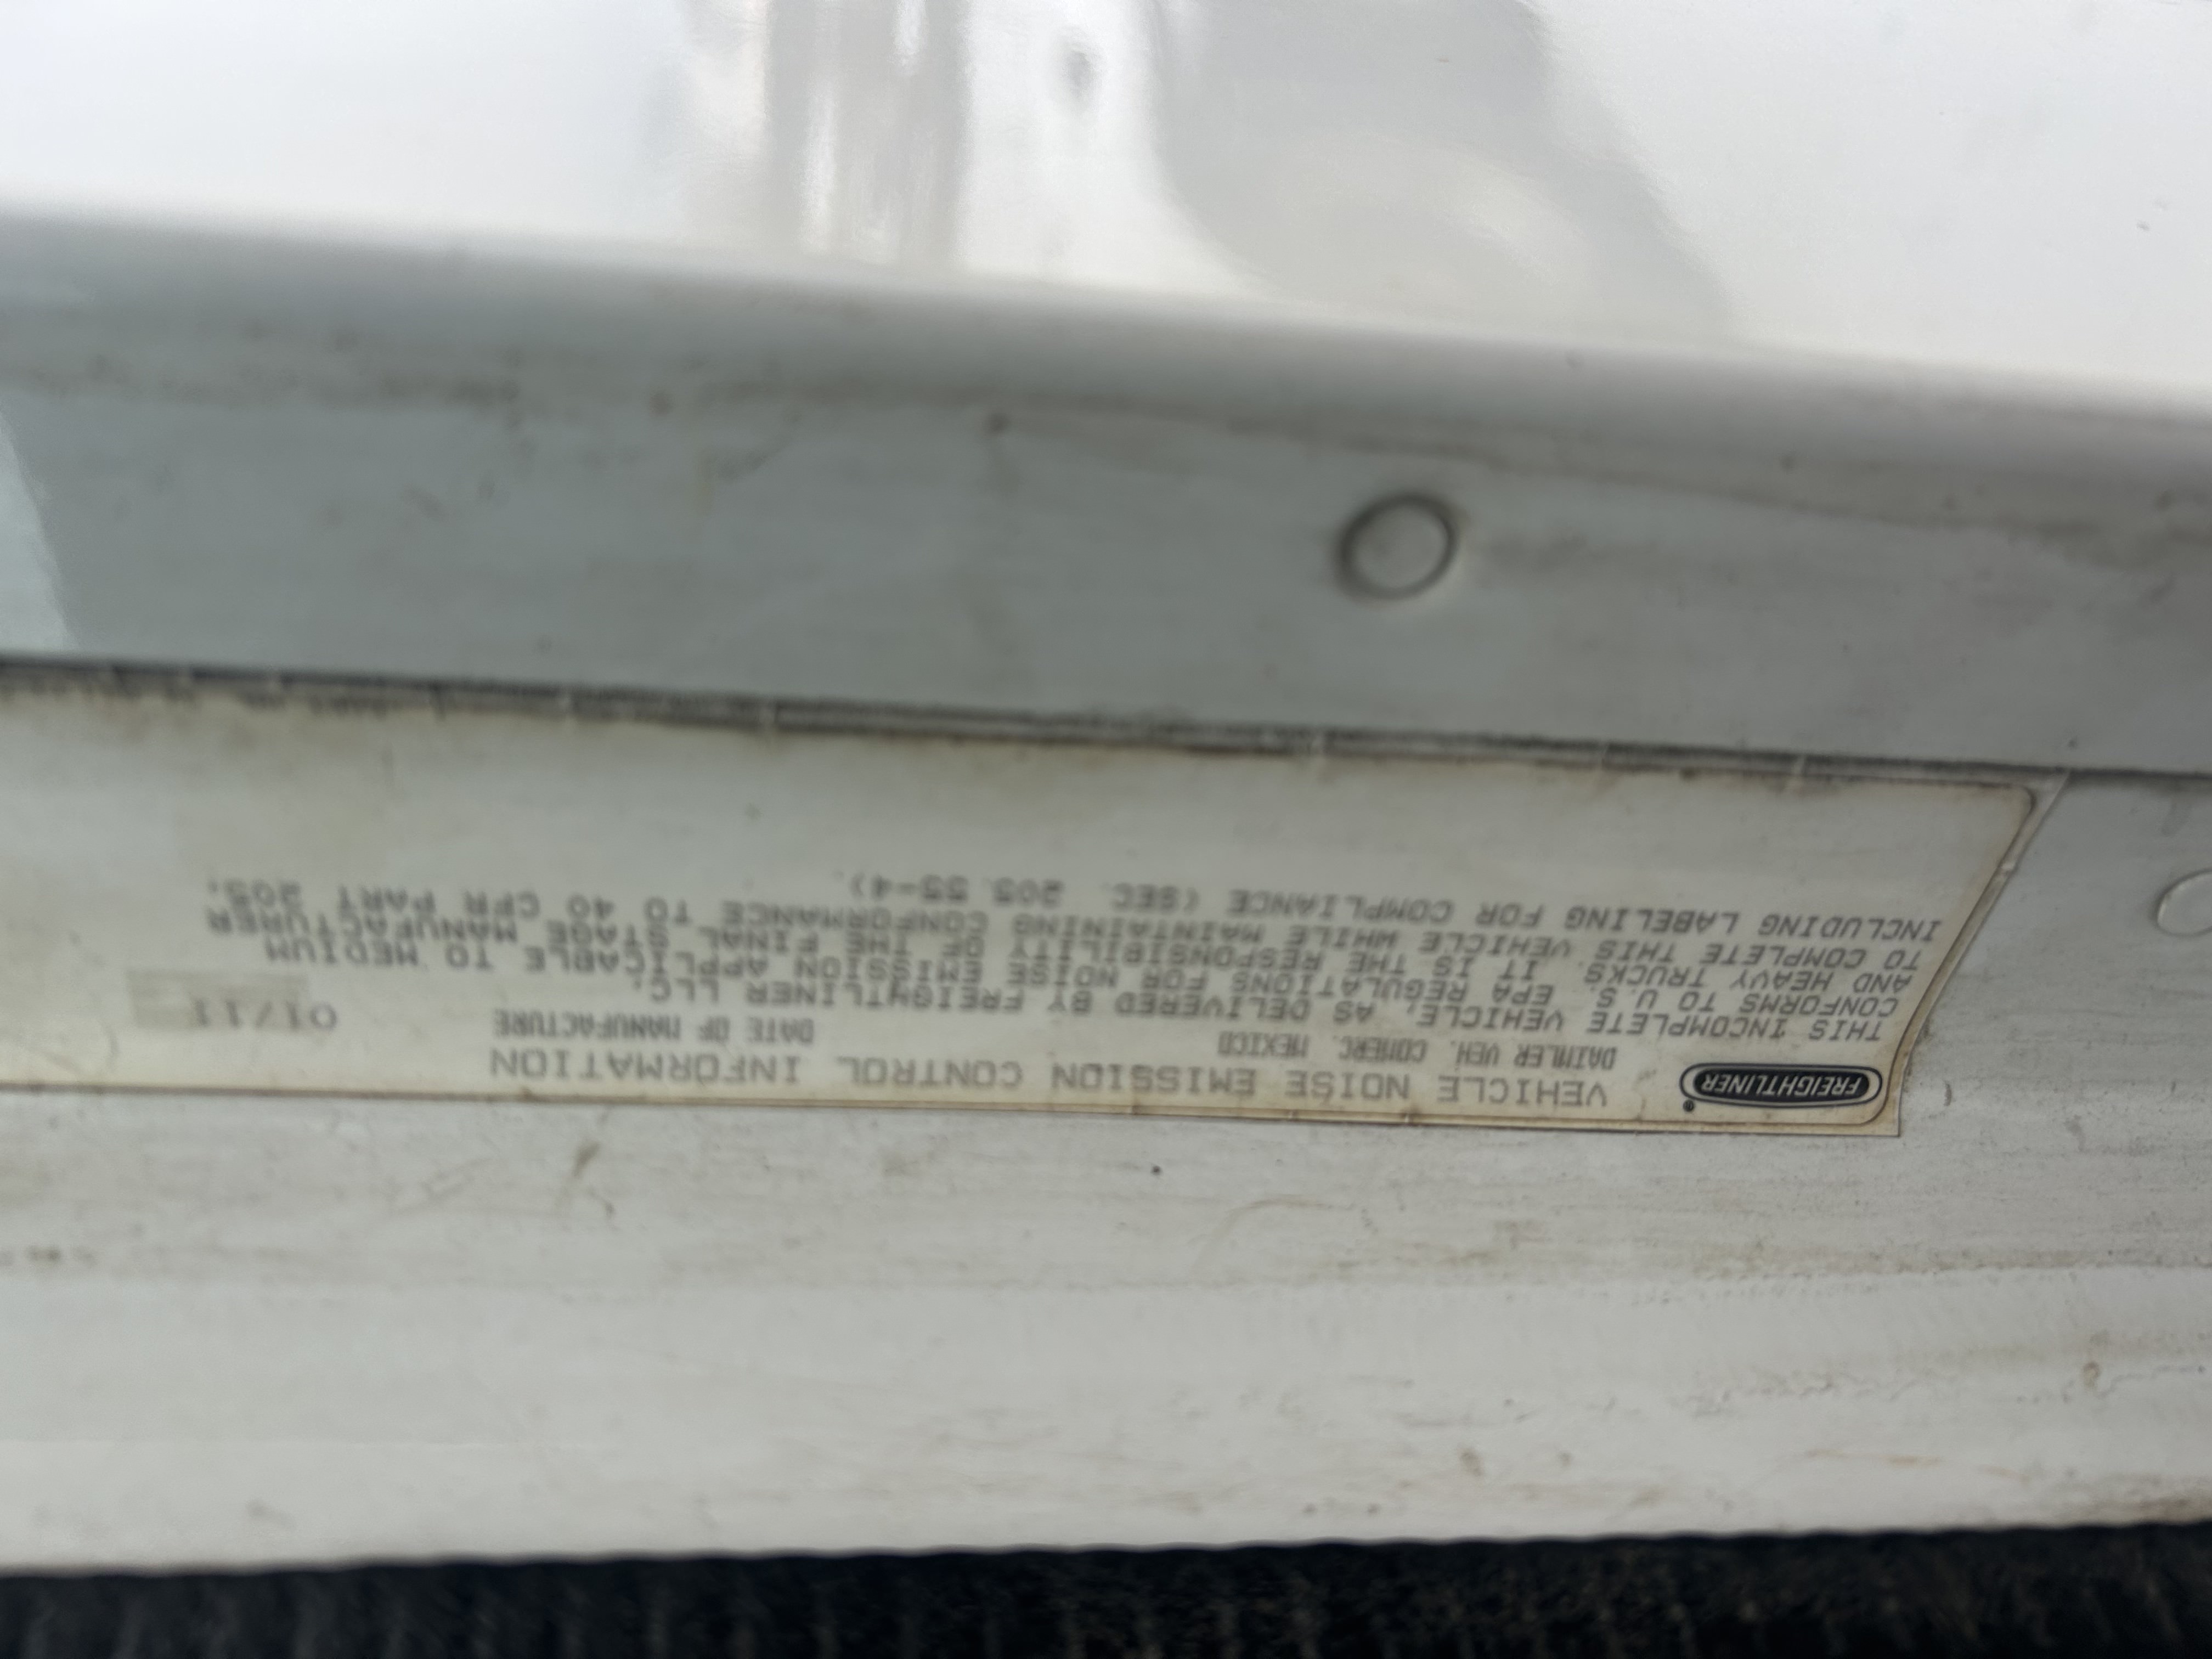 FREIGHTLINER®
VEHICLE NOISE EMISSION CONTROL INFORMATION
DAIMLER VEH. COMERC. MEXICO DATE OF MANUFACTURE 01/11
THIS INCOMPLETE VEHICLE, AS DELIVERED BY FREIGHTLINER LLC,
CONFORMS TO U.S. EPA REGULATIONS FOR NOISE EMISSION APPLICABLE TO MEDIUM
AND HEAVY TRUCKS. IT IS THE RESPONSIBILITY OF THE FINAL STAGE MANUFACTURER
TO COMPLETE THIS VEHICLE WHILE MAINTAINING CONFORMANCE TO 40 CFR PART 205,
INCLUDING LABELING FOR COMPLIANCE (SEC. 205.55-4).